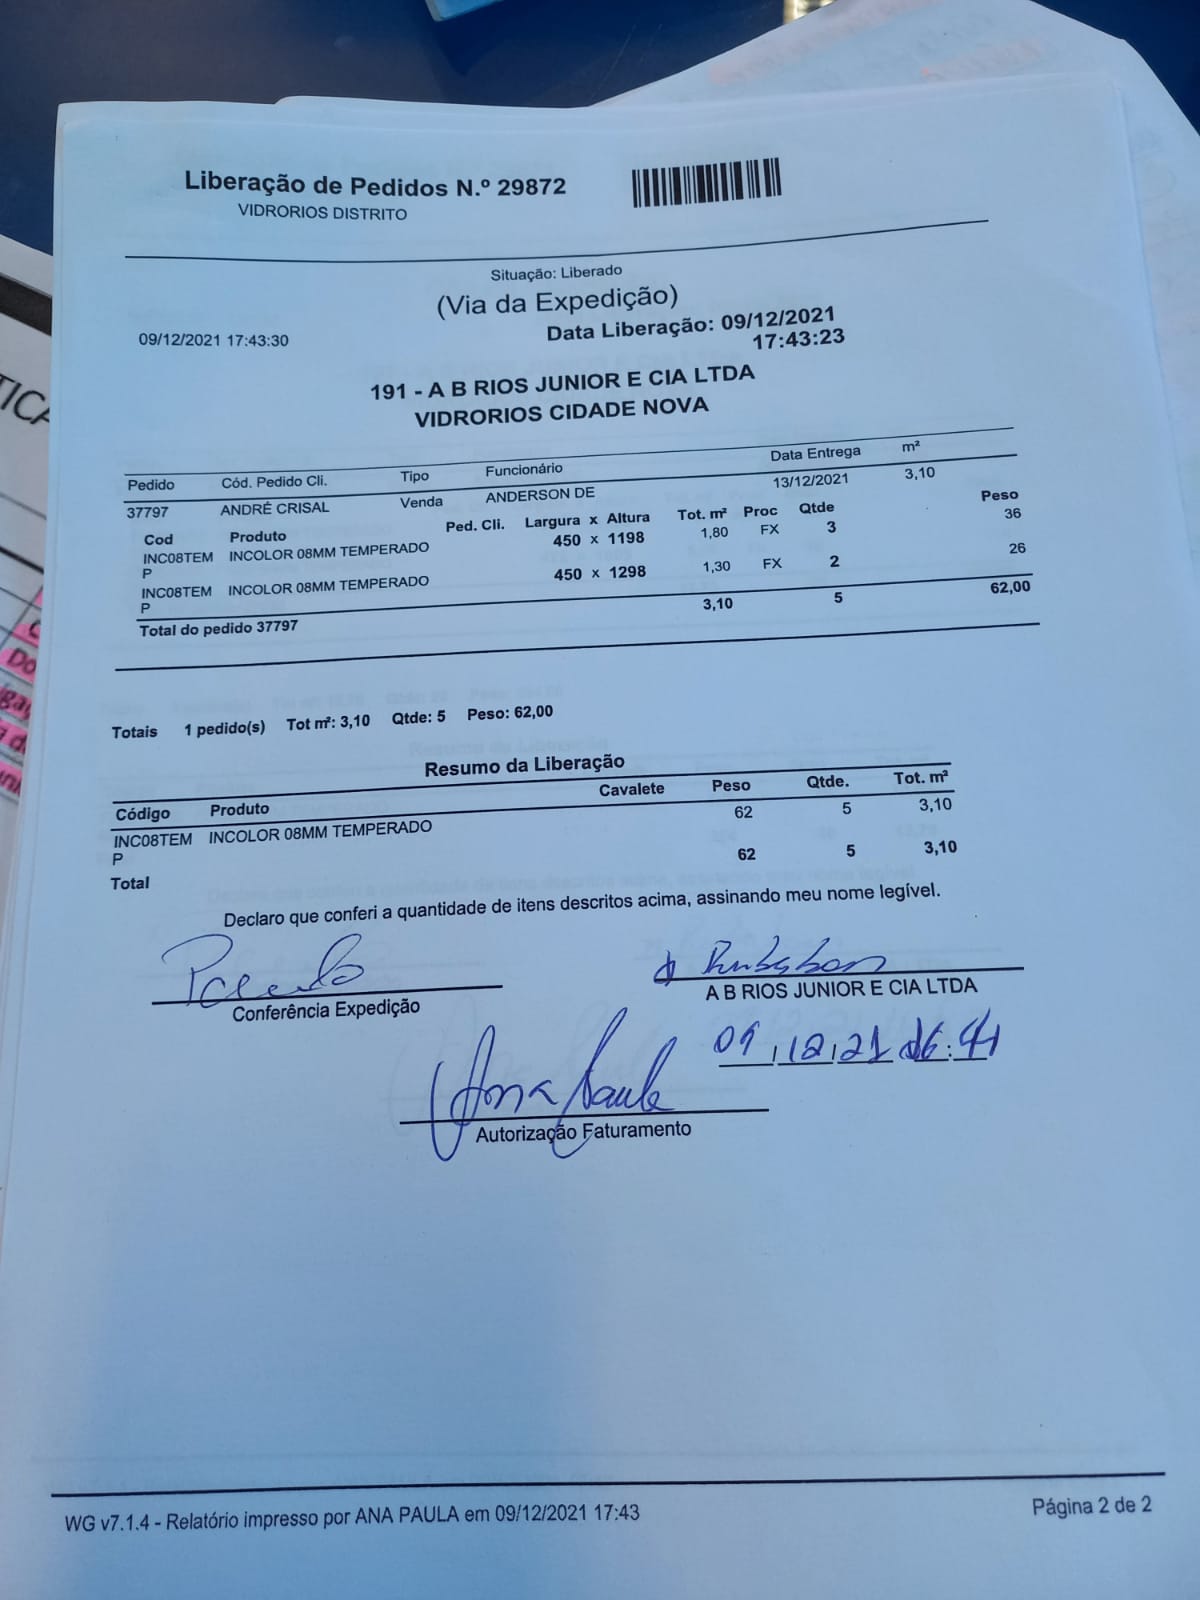 Liberação de Pedidos N.º 29872
VIDRORIOS DISTRITO
Situação: Liberado
(Via da Expedição)
09/12/2021 17:43:30
Data Liberação: 09/12/2021
17:43:23
191 - A B RIOS JUNIOR E CIA LTDA
VIDRORIOS CIDADE NOVA
Pedido Cód. Pedido Cli. Tipo Funcionário Data Entrega m²
37797 ANDRÉ CRISAL Venda ANDERSON DE 13/12/2021 3,10
Cod Produto Ped. Cli. Largura x Altura Tot. m² Proc Qtde Peso
INC08TEM INCOLOR 08MM TEMPERADO 450 x 1198 1,80 FX 3 36
P
INC08TEM INCOLOR 08MM TEMPERADO 450 x 1298 1,30 FX 2 26
P
Total do pedido 37797 3,10 5 62,00
Totais 1 pedido(s) Tot m²: 3,10 Qtde: 5 Peso: 62,00
Resumo da Liberação
Código Produto Cavalete Peso Qtde. Tot. m²
INC08TEM INCOLOR 08MM TEMPERADO 62 5 3,10
P
Total 62 5 3,10
Declaro que conferi a quantidade de itens descritos acima, assinando meu nome legível.
Conferência Expedição
A B RIOS JUNIOR E CIA LTDA
09/12/21 16:41
Ana Paula
Autorização Faturamento
WG v7.1.4 - Relatório impresso por ANA PAULA em 09/12/2021 17:43
Página 2 de 2